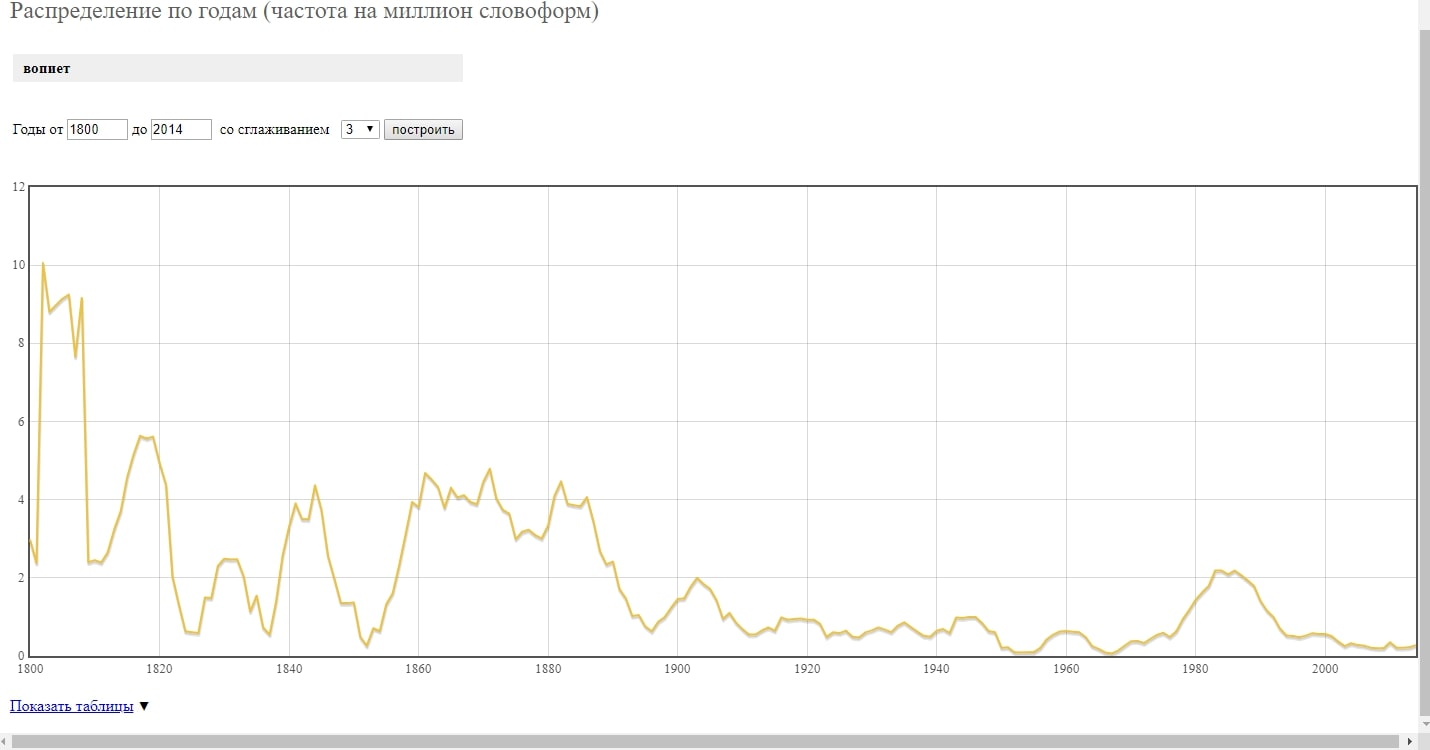 Распределение по годам (частота на миллион словоформ)
вопиет
Годы от 1800 до 2014 со сглаживанием 3 построить
12
10
8
6
4
2
0
1800 1820 1840 1860 1880 1900 1920 1940 1960 1980 2000
Показать таблицы ▼